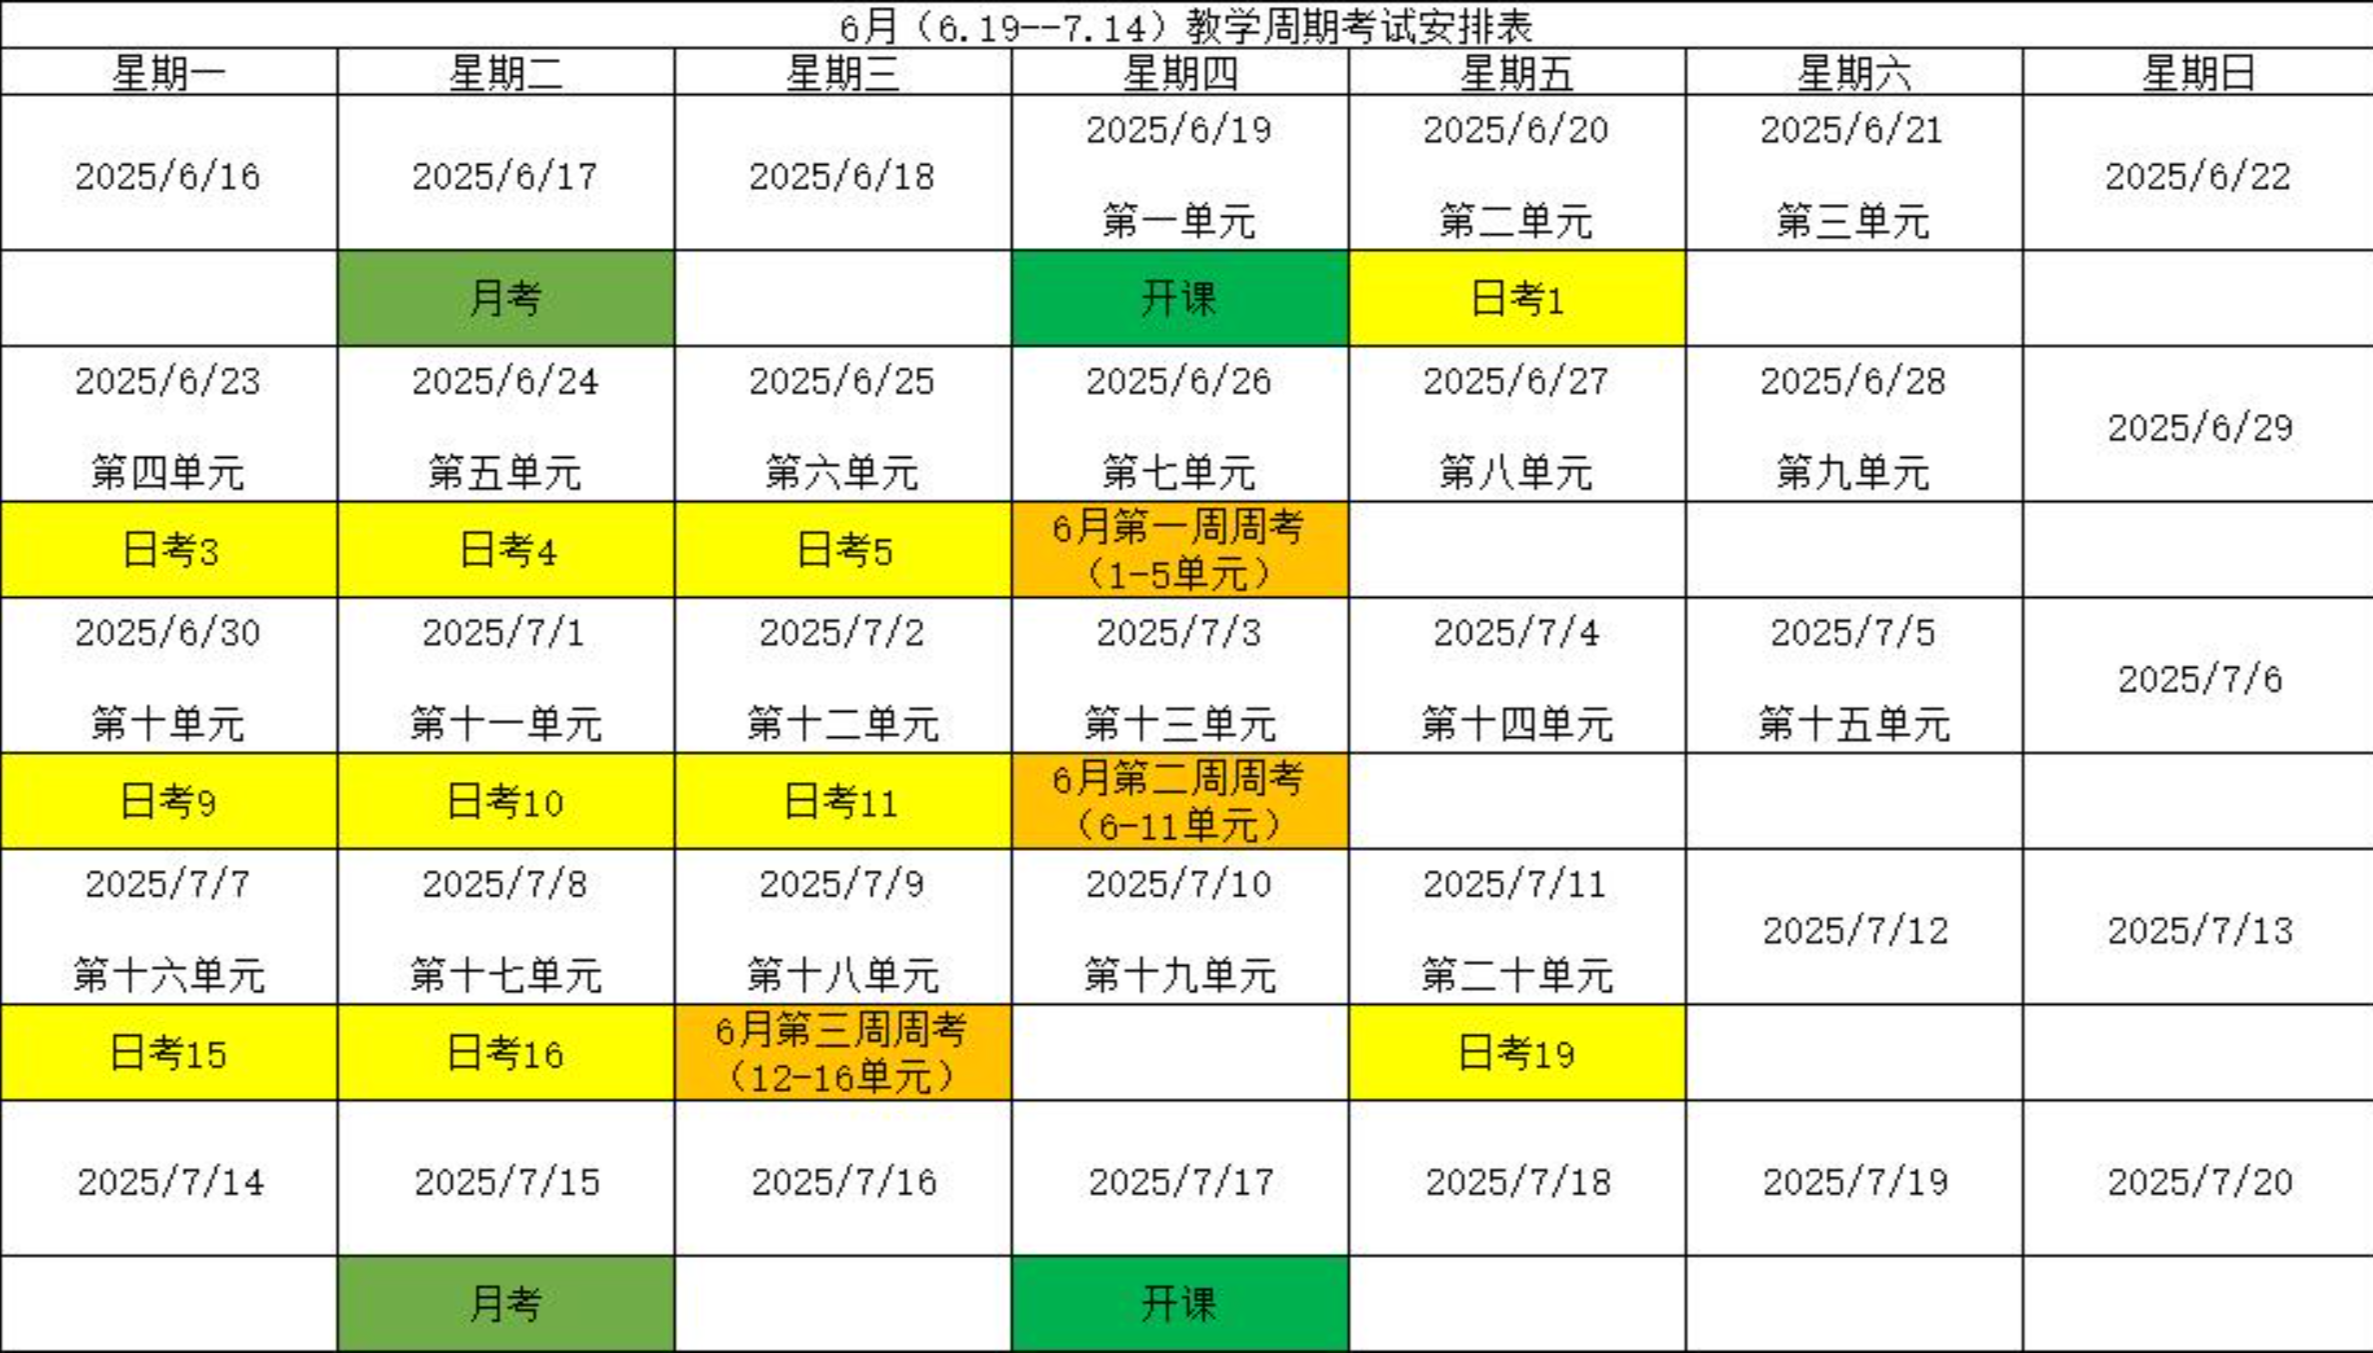 6月（6.19--7.14）教学周期考试安排表
星期一 星期二 星期三 星期四 星期五 星期六 星期日
2025/6/16 2025/6/17 2025/6/18 2025/6/19 2025/6/20 2025/6/21 2025/6/22
第一单元 第二单元 第三单元
月考 开课 日考1
2025/6/23 2025/6/24 2025/6/25 2025/6/26 2025/6/27 2025/6/28 2025/6/29
第四单元 第五单元 第六单元 第七单元 第八单元 第九单元
日考3 日考4 日考5 6月第一周周考
（1-5单元）
2025/6/30 2025/7/1 2025/7/2 2025/7/3 2025/7/4 2025/7/5 2025/7/6
第十单元 第十一单元 第十二单元 第十三单元 第十四单元 第十五单元
日考9 日考10 日考11 6月第二周周考
（6-11单元）
2025/7/7 2025/7/8 2025/7/9 2025/7/10 2025/7/11 2025/7/12 2025/7/13
第十六单元 第十七单元 第十八单元 第十九单元 第二十单元
日考15 日考16 6月第三周周考 日考19
（12-16单元）
2025/7/14 2025/7/15 2025/7/16 2025/7/17 2025/7/18 2025/7/19 2025/7/20
月考 开课